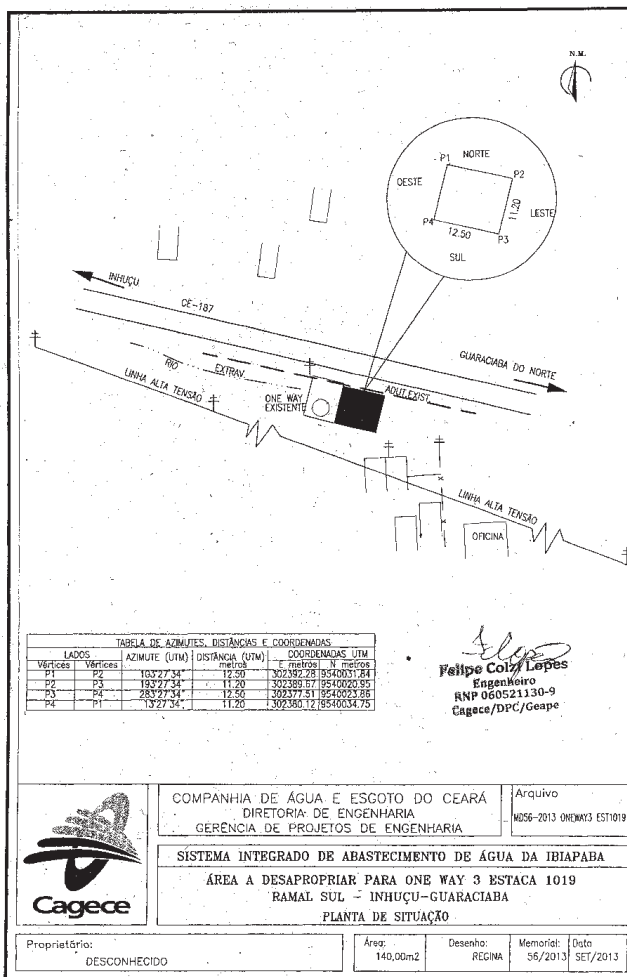 N.M.
P1 NORTE
P2
OESTE
11.20
LESTE
P4
12.50
P3
SUL
INHUÇU
CE-187
GUARACIABA DO NORTE
RIO
EXTRAV.
ADUT.EXIST.
LINHA ALTA TENSÃO
ONE WAY
EXISTENTE
LINHA ALTA TENSÃO
OFICINA
TABELA DE AZIMUTES, DISTÂNCIAS E COORDENADAS
LADOS AZIMUTE (UTM) DISTÂNCIA (UTM) COORDENADAS UTM
Vértices Vértices metros E metros N metros
P1 P2 103°27'34" 12.50 302392.28 9540031.84
P2 P3 193°27'34" 11.20 302389.67 9540020.95
P3 P4 283°27'34" 12.50 302377.51 9540023.86
P4 P1 13°27'34" 11.20 302380.12 9540034.75
Felipe Colzi Lopes
Engenheiro
RNP 060521130-9
Cagece/DPC/Geape
COMPANHIA DE ÁGUA E ESGOTO DO CEARÁ
DIRETORIA DE ENGENHARIA
GERÊNCIA DE PROJETOS DE ENGENHARIA
Arquivo
MD56-2013 ONEWAY3 EST1019
SISTEMA INTEGRADO DE ABASTECIMENTO DE ÁGUA DA IBIAPABA
ÁREA A DESAPROPRIAR PARA ONE WAY 3 ESTACA 1019
RAMAL SUL - INHUÇU-GUARACIABA
PLANTA DE SITUAÇÃO
Cagece
Proprietário:
DESCONHECIDO
Área:
140,00m2
Desenho:
REGINA
Memorial:
56/2013
Data
SET/2013